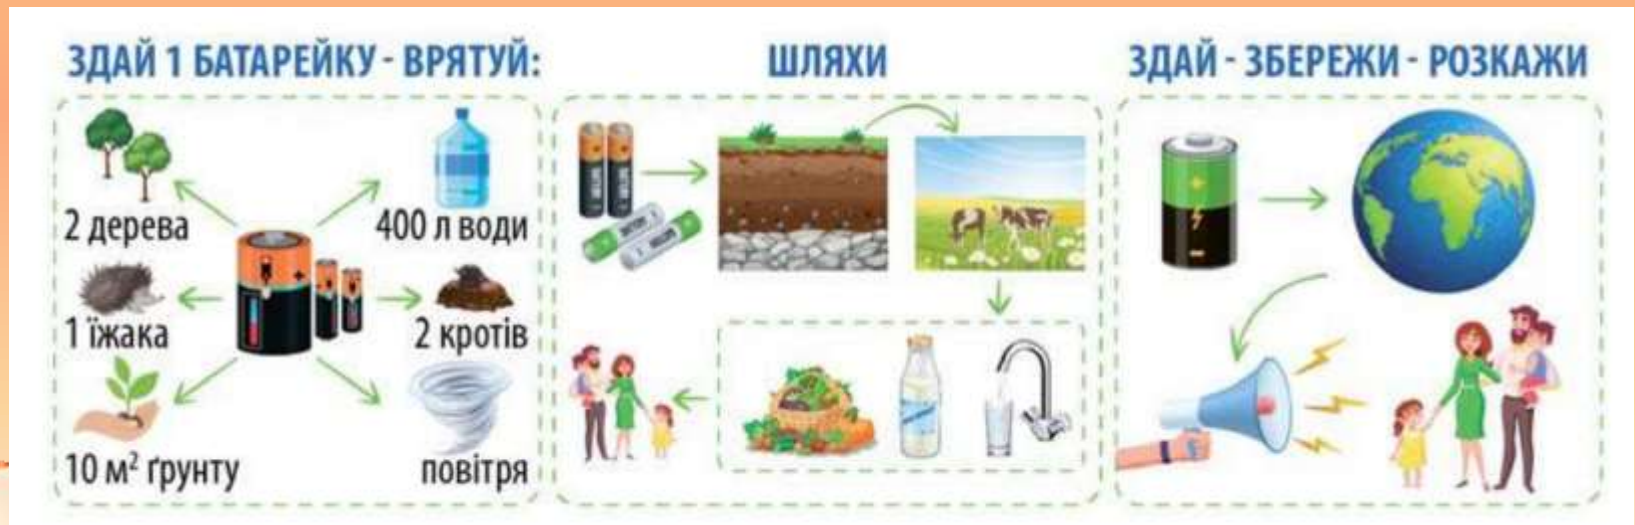 ЗДАЙ 1 БАТАРЕЙКУ - ВРЯТУЙ:
2 дерева
400 л води
1 їжака
2 кротів
10 м² ґрунту
повітря
ШЛЯХИ
ЗДАЙ - ЗБЕРЕЖИ - РОЗКАЖИ